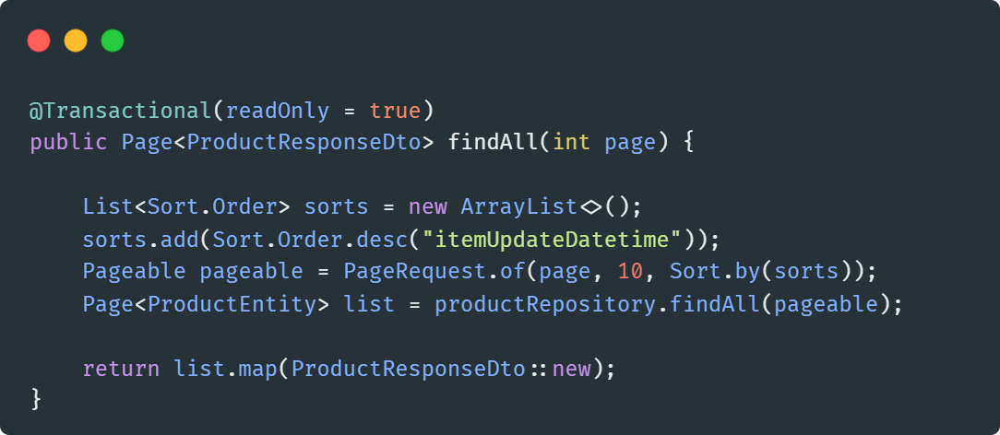 @Transactional(readOnly = true)
public Page<ProductResponseDto> findAll(int page) {
List<Sort.Order> sorts = new ArrayList<>();
sorts.add(Sort.Order.desc("itemUpdateDatetime"));
Pageable pageable = PageRequest.of(page, 10, Sort.by(sorts));
Page<ProductEntity> list = productRepository.findAll(pageable);
return list.map(ProductResponseDto::new);
}